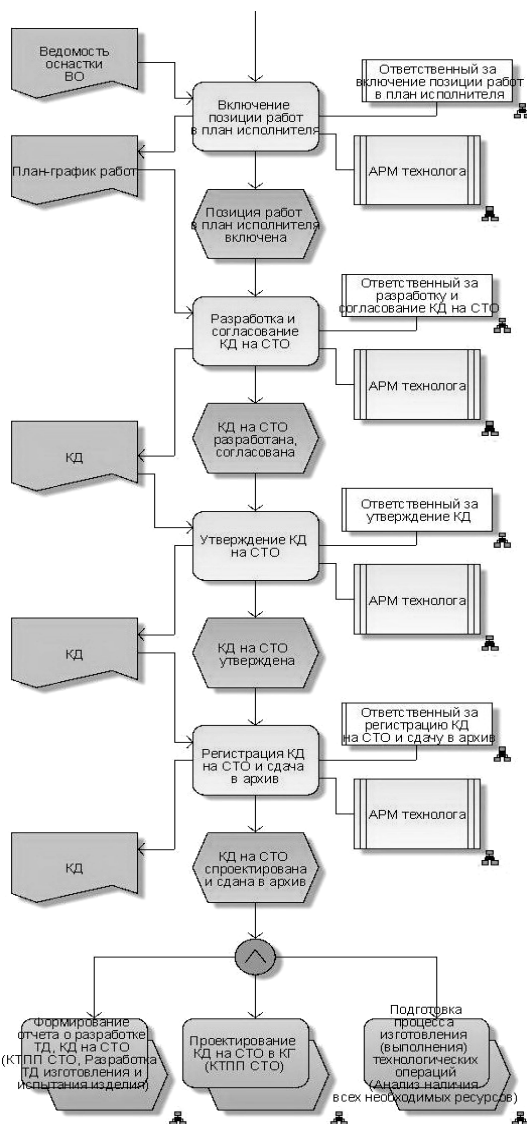 Ведомость
оснастки
ВО
Включение
позиции работ
в план исполнителя
Ответственный за
включение позиции работ
в план исполнителя
План-график работ
АРМ технолога
Позиция работ
в план исполнителя
включена
Разработка и
согласование
КД на СТО
Ответственный за
разработку и
согласование КД на СТО
АРМ технолога
КД
КД на СТО
разработана,
согласована
Утверждение КД
на СТО
Ответственный за
утверждение КД
АРМ технолога
КД
КД на СТО
утверждена
Регистрация КД
на СТО и сдача
в архив
Ответственный за
регистрацию КД
на СТО и сдачу в архив
АРМ технолога
КД
КД на СТО
спроектирована
и сдана в архив
Формирование
отчета о разработке
ТД, КД на СТО
(КТПП СТО, Разработка
ТД изготовления и
испытания изделия)
Проектирование
КД на СТО в КГ
(КТПП СТО)
Подготовка
процесса
изготовления
(выполнения)
технологических
операций
(Анализ наличия
всех необходимых ресурсов)